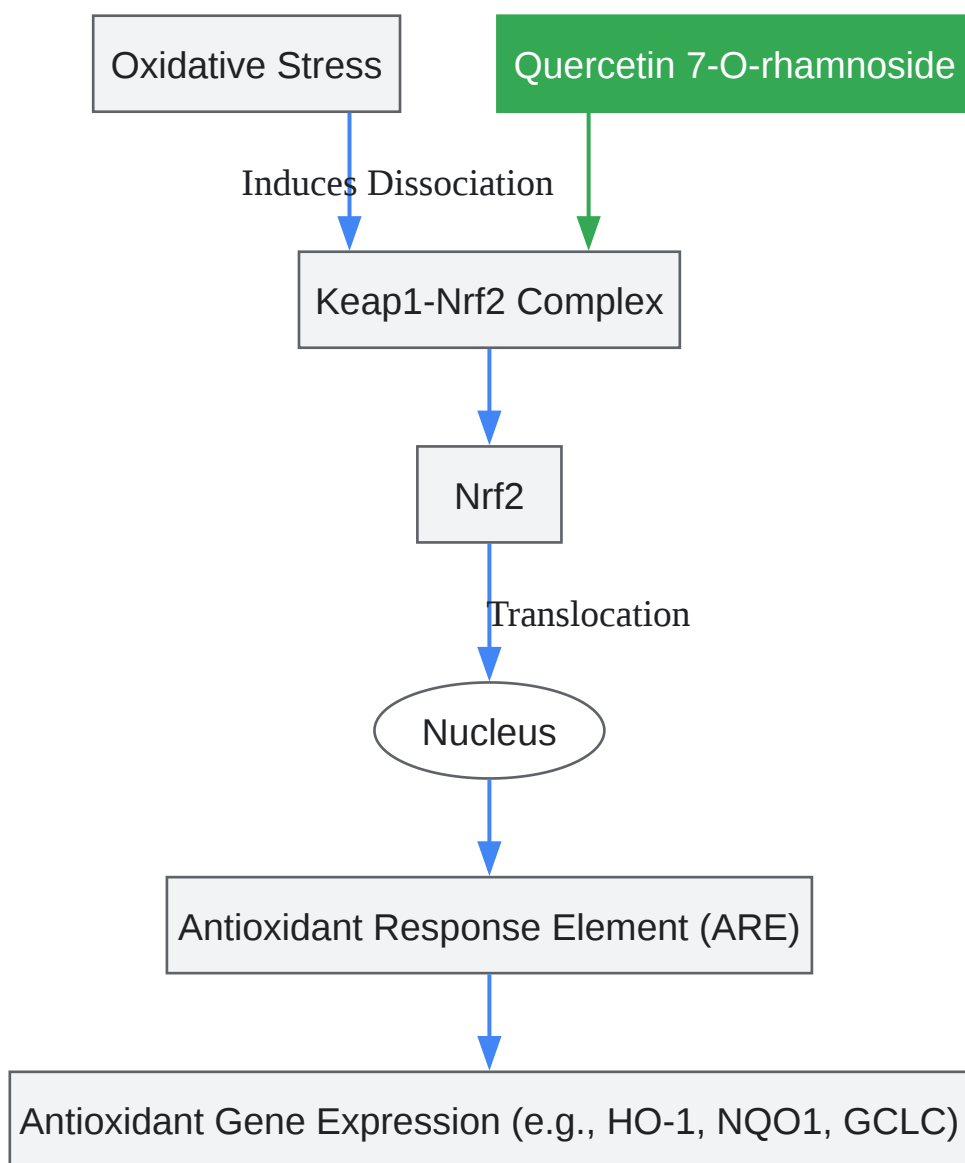 Oxidative Stress
Quercetin 7-O-rhamnoside
Induces Dissociation
Keap1-Nrf2 Complex
Nrf2
Translocation
Nucleus
Antioxidant Response Element (ARE)
Antioxidant Gene Expression (e.g., HO-1, NQO1, GCLC)